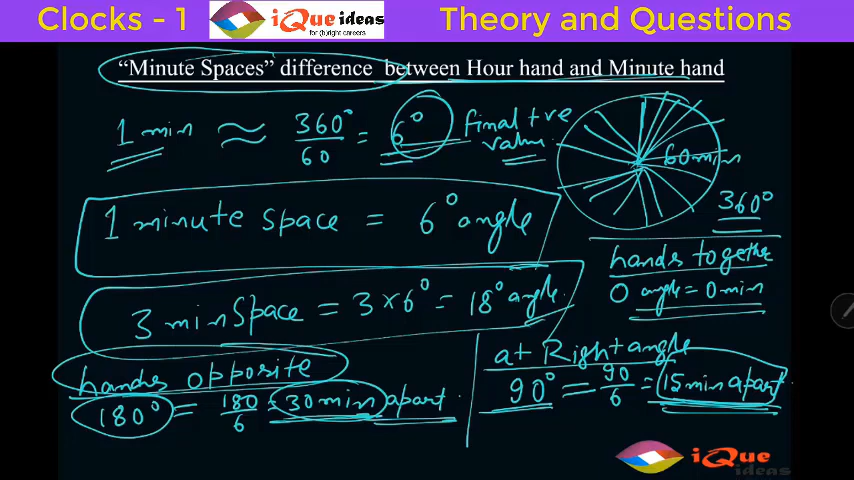 Clocks - 1
iQue ideas
for (b)right careers
Theory and Questions
"Minute Spaces" difference between Hour hand and Minute hand
1 min ≈ 360°/60 = 6° final +ve value
60 min
360°
1 minute space = 6° angle
hands together
0 angle = 0 min
3 min Space = 3 × 6° = 18° angle.
hands opposite
180° = 180/6 = 30 min apart
at Right angle
90° = 90/6 = 15 min apart
iQue
ideas